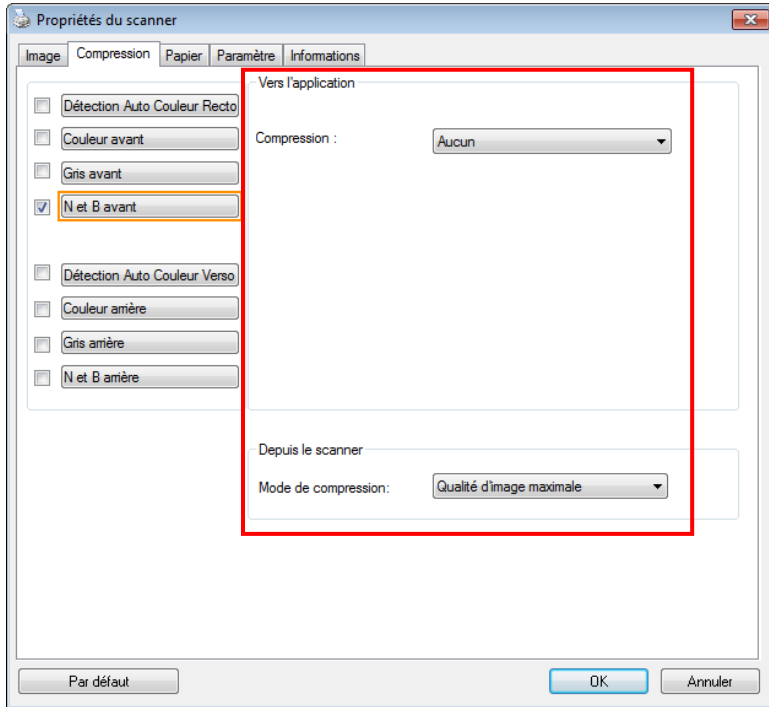 Propriétés du scanner
Image Compression Papier Paramètre Informations
Vers l'application
Détection Auto Couleur Recto
Couleur avant
Compression : Aucun
Gris avant
N et B avant
Détection Auto Couleur Verso
Couleur arrière
Gris arrière
N et B arrière
Depuis le scanner
Mode de compression: Qualité d'image maximale
Par défaut OK Annuler